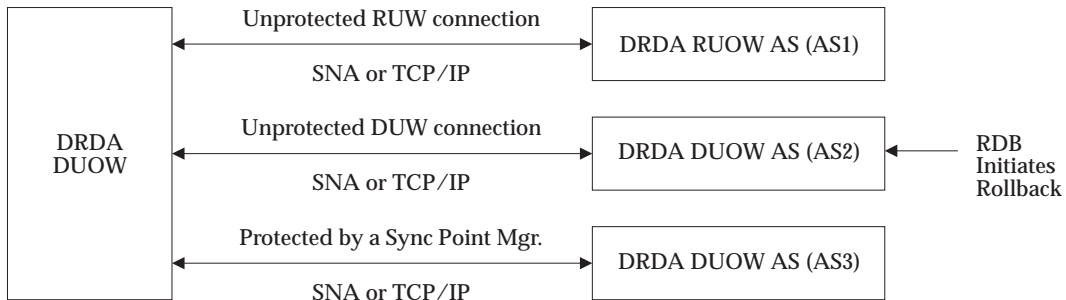 Unprotected RUW connection
DRDA RUOW AS (AS1)
SNA or TCP/IP
DRDA
DUOW
Unprotected DUW connection
DRDA DUOW AS (AS2)
SNA or TCP/IP
RDB
Initiates
Rollback
Protected by a Sync Point Mgr.
DRDA DUOW AS (AS3)
SNA or TCP/IP